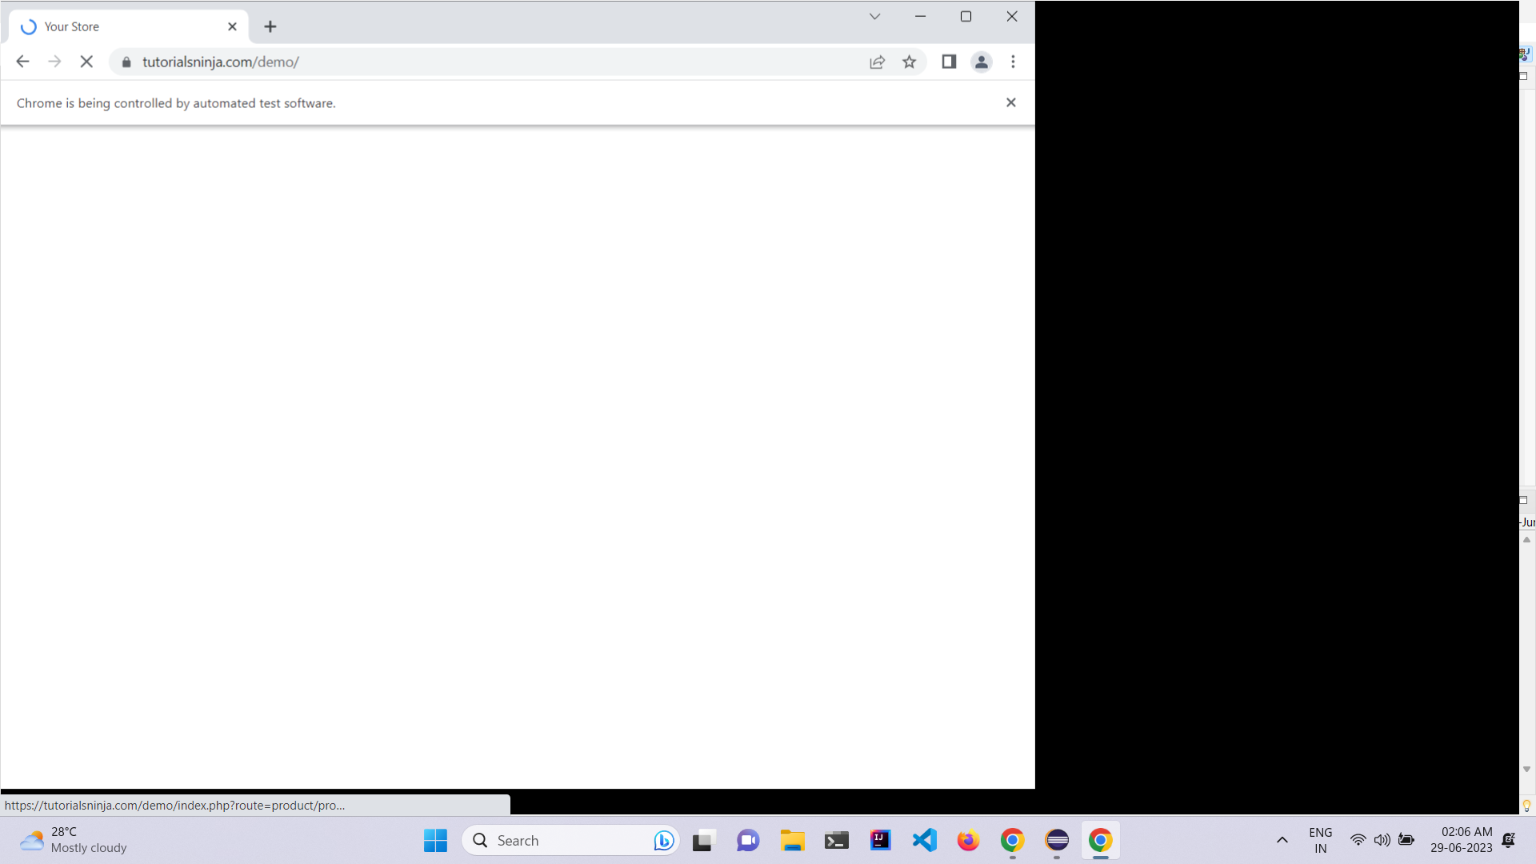 Your Store
tutorialsninja.com/demo/
Chrome is being controlled by automated test software.
-Jun
https://tutorialsninja.com/demo/index.php?route=product/pro...
28°C
Mostly cloudy
Search
ENG
IN
02:06 AM
29-06-2023